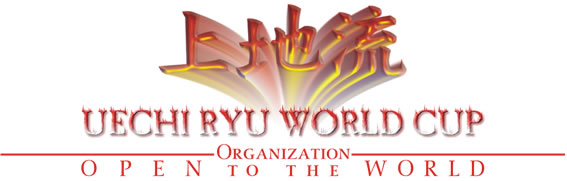 上地流
UECHI RYU WORLD CUP
ORGANIZATION
OPEN TO THE WORLD